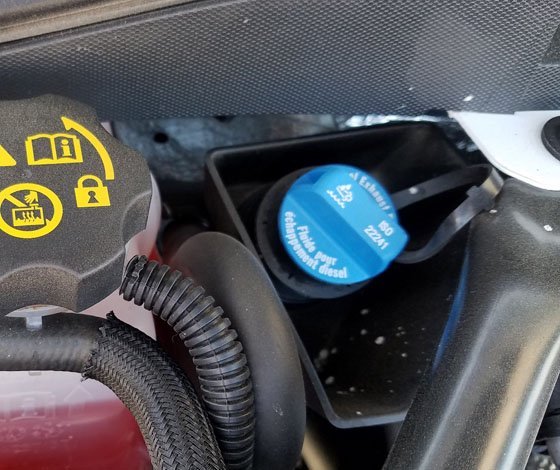 Exhaust
ISO
22241
Fluide pour
échappement diesel